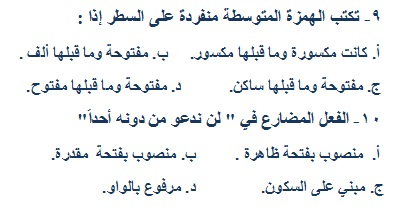 ٩- تكتب الهمزة المتوسطة منفردة على السطر إذا :
أ. كانت مكسورة وما قبلها مكسور. ب. مفتوحة وما قبلها ألف .
ج. مفتوحة وما قبلها ساكن. د. مفتوحة وما قبلها مفتوح.
١٠- الفعل المضارع في " لن ندعو من دونه أحداً"
أ. منصوب بفتحة ظاهرة . ب. منصوب بفتحة مقدرة.
ج. مبني على السكون. د. مرفوع بالواو.